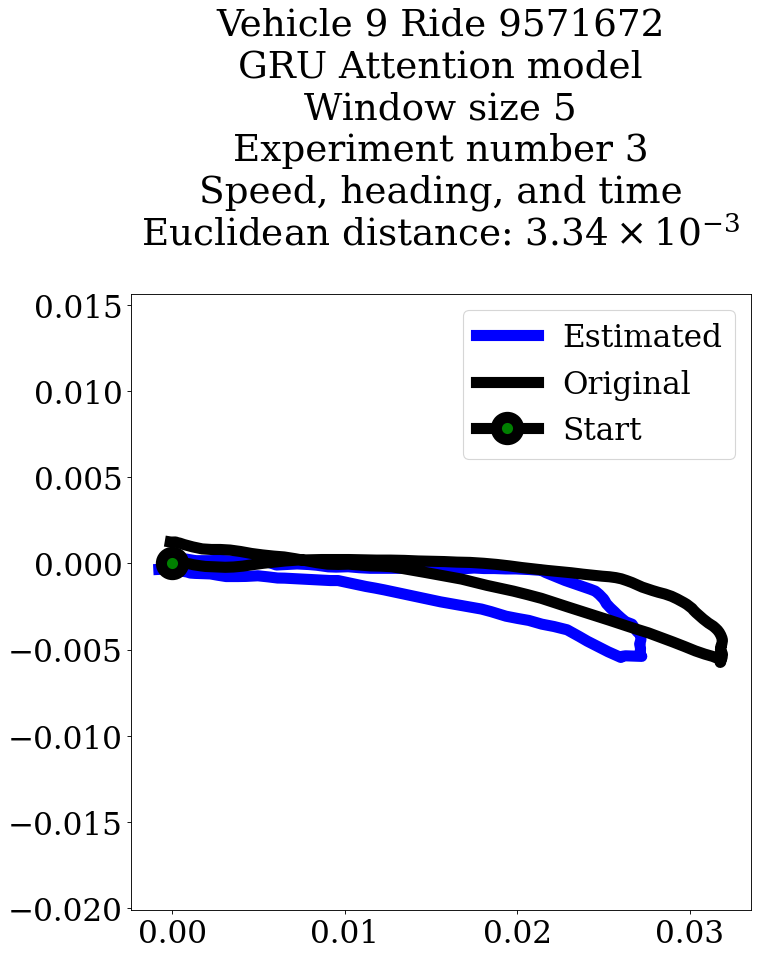 Vehicle 9 Ride 9571672
GRU Attention model
Window size 5
Experiment number 3
Speed, heading, and time
Euclidean distance: 3.34 × 10⁻³
0.015
0.010
0.005
0.000
−0.005
−0.010
−0.015
−0.020
Estimated
Original
Start
0.00 0.01 0.02 0.03